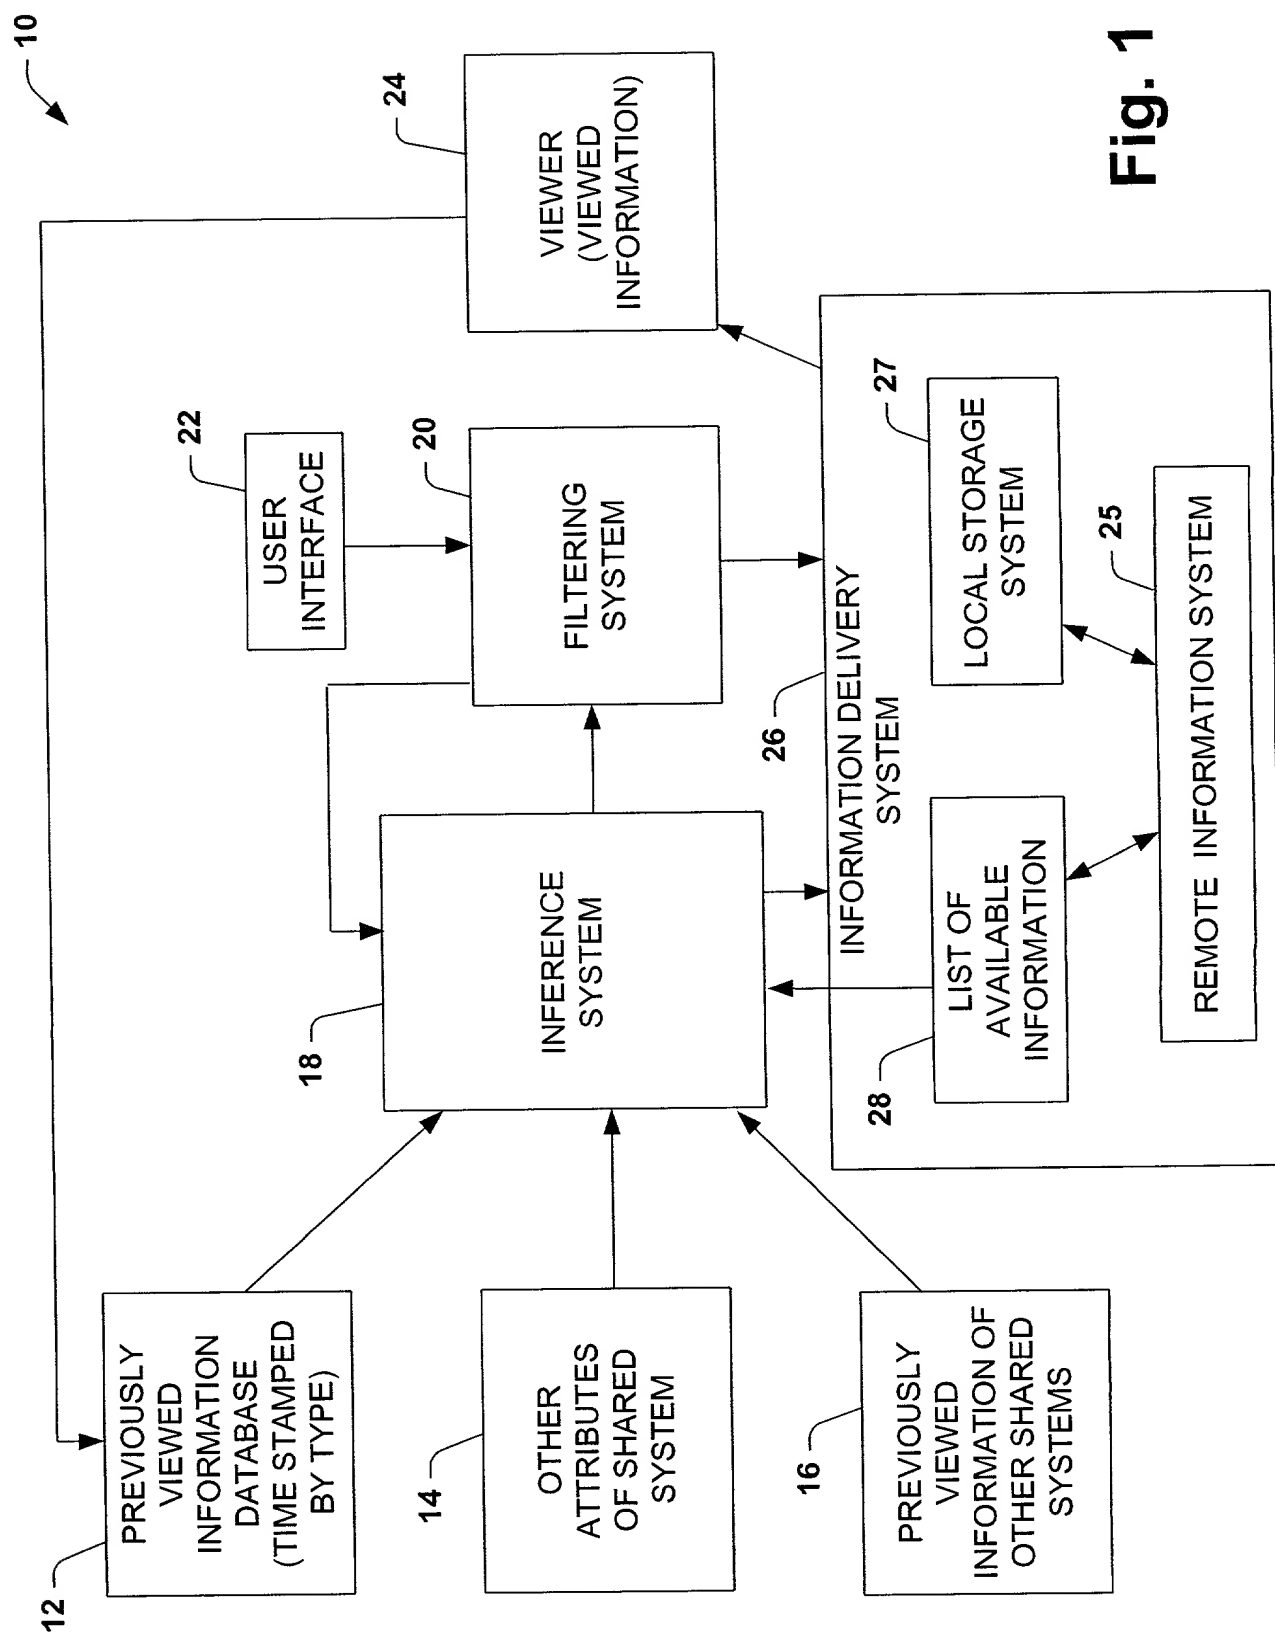 10
12
PREVIOUSLY
VIEWED
INFORMATION
DATABASE
(TIME STAMPED
BY TYPE)
14
OTHER
ATTRIBUTES
OF SHARED
SYSTEM
16
PREVIOUSLY
VIEWED
INFORMATION OF
OTHER SHARED
SYSTEMS
18
INFERENCE
SYSTEM
22
USER
INTERFACE
20
FILTERING
SYSTEM
24
VIEWER
(VIEWED
INFORMATION)
26
INFORMATION DELIVERY
SYSTEM
28
LIST OF
AVAILABLE
INFORMATION
27
LOCAL STORAGE
SYSTEM
25
REMOTE INFORMATION SYSTEM
Fig. 1